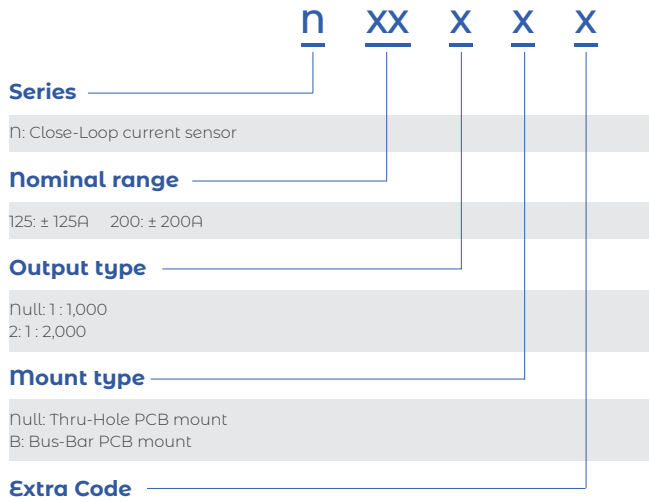 n xx x x x
Series
N: Close-Loop current sensor
Nominal range
125: ± 125A 200: ± 200A
Output type
Null: 1 : 1,000
2: 1 : 2,000
Mount type
Null: Thru-Hole PCB mount
B: Bus-Bar PCB mount
Extra Code